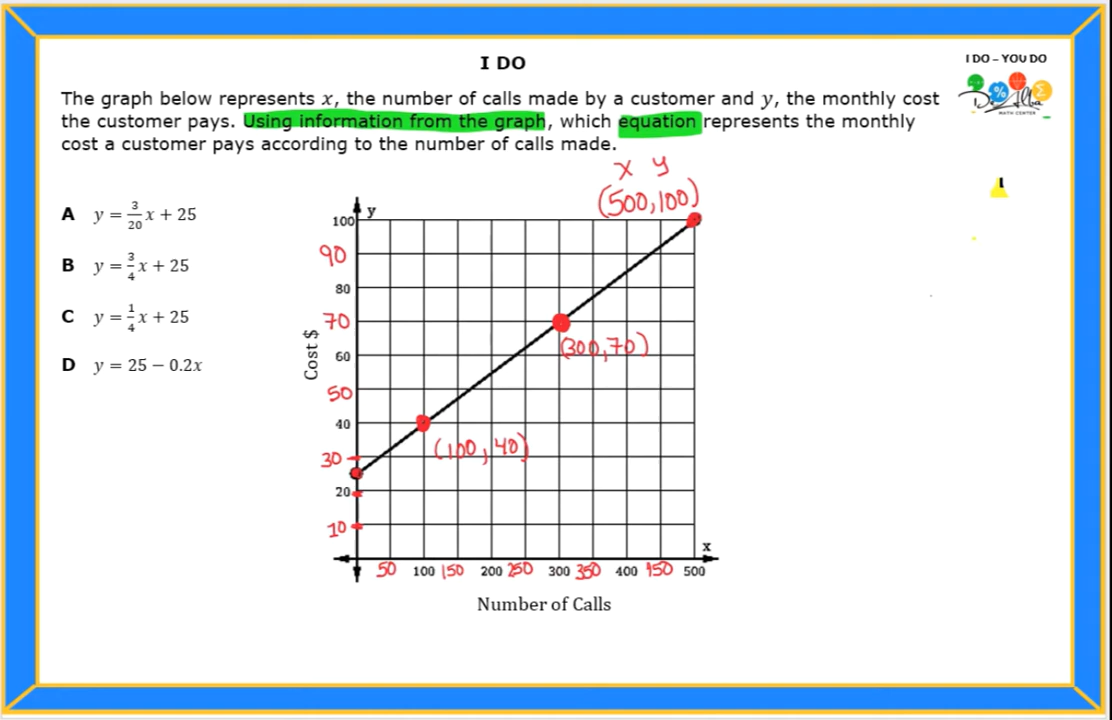 I DO
I DO – YOU DO
The graph below represents x, the number of calls made by a customer and y, the monthly cost
the customer pays. Using information from the graph, which equation represents the monthly
cost a customer pays according to the number of calls made.
MATH CENTER
x y
(500,100)
A y = 3/20 x + 25
B y = 3/4 x + 25
C y = 1/4 x + 25
D y = 25 − 0.2x
y
100
90
80
70
(300,70)
60
50
40
(100,40)
30
20
10
Cost $
x
50 100 150 200 250 300 350 400 450 500
Number of Calls